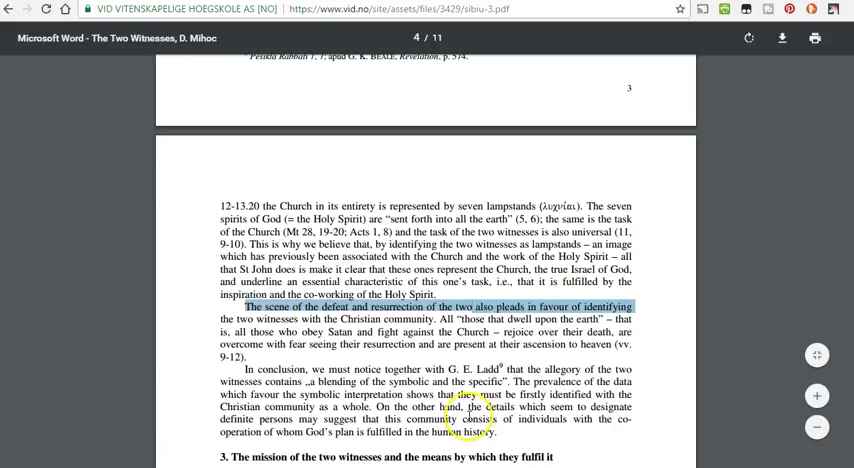 VID VITENSKAPELIGE HOEGSKOLE AS [NO] https://www.vid.no/site/assets/files/3429/sibiu-3.pdf
Microsoft Word - The Two Witnesses, D. Mihoc
4 / 11
Pesikta Rabbati 1, 7; apud G. K. BEALE, Revelation, p. 574.
3
12-13.20 the Church in its entirety is represented by seven lampstands (λυχνίαι). The seven
spirits of God (= the Holy Spirit) are “sent forth into all the earth” (5, 6); the same is the task
of the Church (Mt 28, 19-20; Acts 1, 8) and the task of the two witnesses is also universal (11,
9-10). This is why we believe that, by identifying the two witnesses as lampstands – an image
which has previously been associated with the Church and the work of the Holy Spirit – all
that St John does is make it clear that these ones represent the Church, the true Israel of God,
and underline an essential characteristic of this one’s task, i.e., that it is fulfilled by the
inspiration and the co-working of the Holy Spirit.
The scene of the defeat and resurrection of the two also pleads in favour of identifying
the two witnesses with the Christian community. All “those that dwell upon the earth” – that
is, all those who obey Satan and fight against the Church – rejoice over their death, are
overcome with fear seeing their resurrection and are present at their ascension to heaven (vv.
9-12).
In conclusion, we must notice together with G. E. Ladd9 that the allegory of the two
witnesses contains „a blending of the symbolic and the specific”. The prevalence of the data
which favour the symbolic interpretation shows that they must be firstly identified with the
Christian community as a whole. On the other hand, the details which seem to designate
definite persons may suggest that this community consists of individuals with the co-
operation of whom God’s plan is fulfilled in the human history.
3. The mission of the two witnesses and the means by which they fulfil it